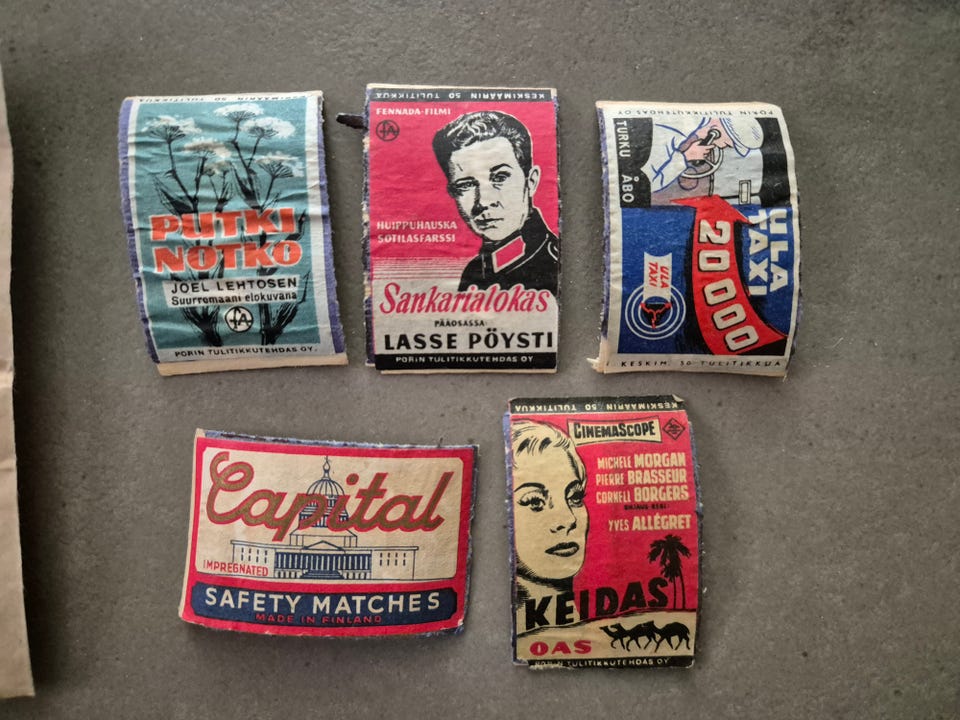 KESKIMÄÄRIN 50 TULITIKKUA
PUTKI
NOTKO
JOEL LEHTOSEN
Suurromaani elokuvana
PORIN TULITIKKUTEHDAS OY.
KESKIMÄÄRIN 50 TULITIKKUA
FENNADA-FILMI
HUIPPUHAUSKA
SOTILASFARSSI
Sankarialokas
PÄÄOSASSA:
LASSE PÖYSTI
PORIN TULITIKKUTEHDAS OY.
PORIN TULITIKKUTEHDAS OY
TURKU ÅBO
ULA
TAXI
20000
ULA
TAXI
KESKIM. 50 TULITIKKUA
Capital
IMPREGNATED
SAFETY MATCHES
MADE IN FINLAND
KESKIMÄÄRIN 50 TULITIKKUA
CINEMASCOPE
MICHELE MORGAN
PIERRE BRASSEUR
CORNELL BORGERS
YVES ALLÉGRET
KEIDAS
OAS
PORIN TULITIKKUTEHDAS OY